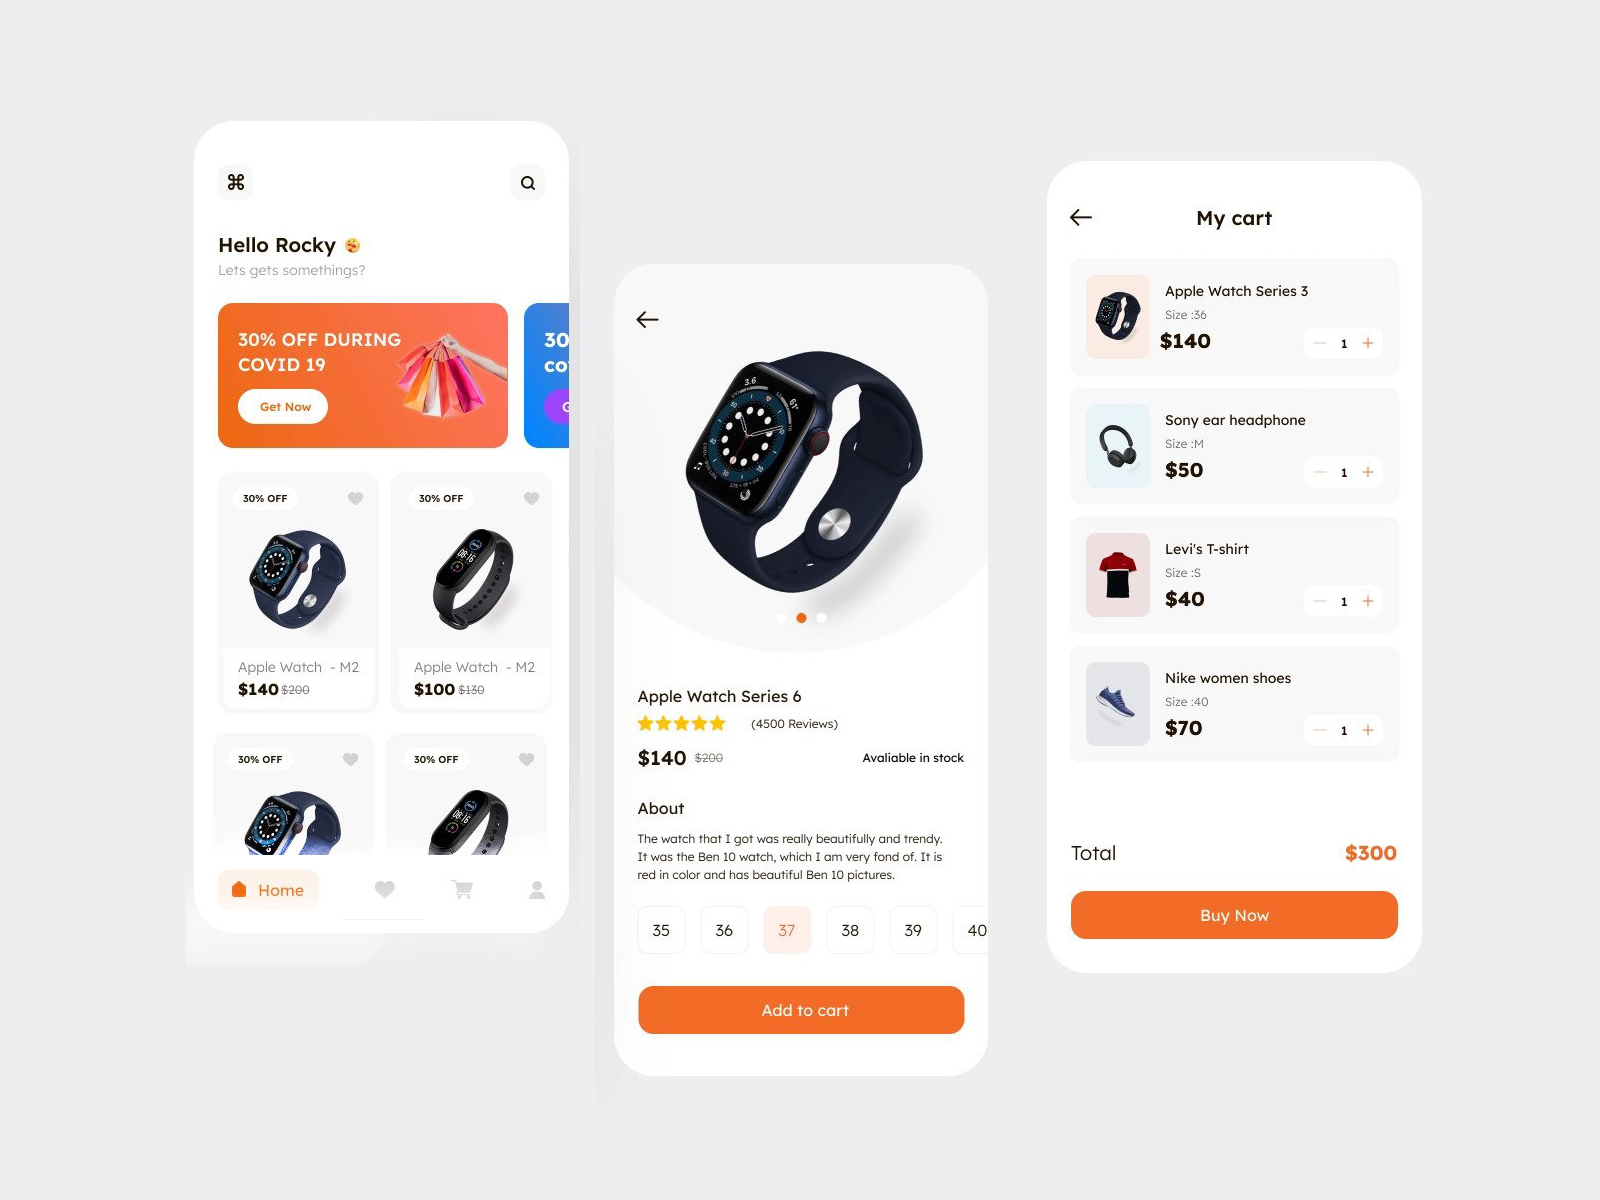 Hello Rocky
Lets gets somethings?
30% OFF DURING
COVID 19
Get Now
30
co
G
30% OFF
30% OFF
Apple Watch - M2
$140 $200
Apple Watch - M2
$100 $130
30% OFF
30% OFF
Home
Apple Watch Series 6
(4500 Reviews)
$140 $200
Avaliable in stock
About
The watch that I got was really beautifully and trendy.
It was the Ben 10 watch, which I am very fond of. It is
red in color and has beautiful Ben 10 pictures.
35 36 37 38 39 40
Add to cart
My cart
Apple Watch Series 3
Size :36
$140
1
Sony ear headphone
Size :M
$50
1
Levi's T-shirt
Size :S
$40
1
Nike women shoes
Size :40
$70
1
Total
$300
Buy Now